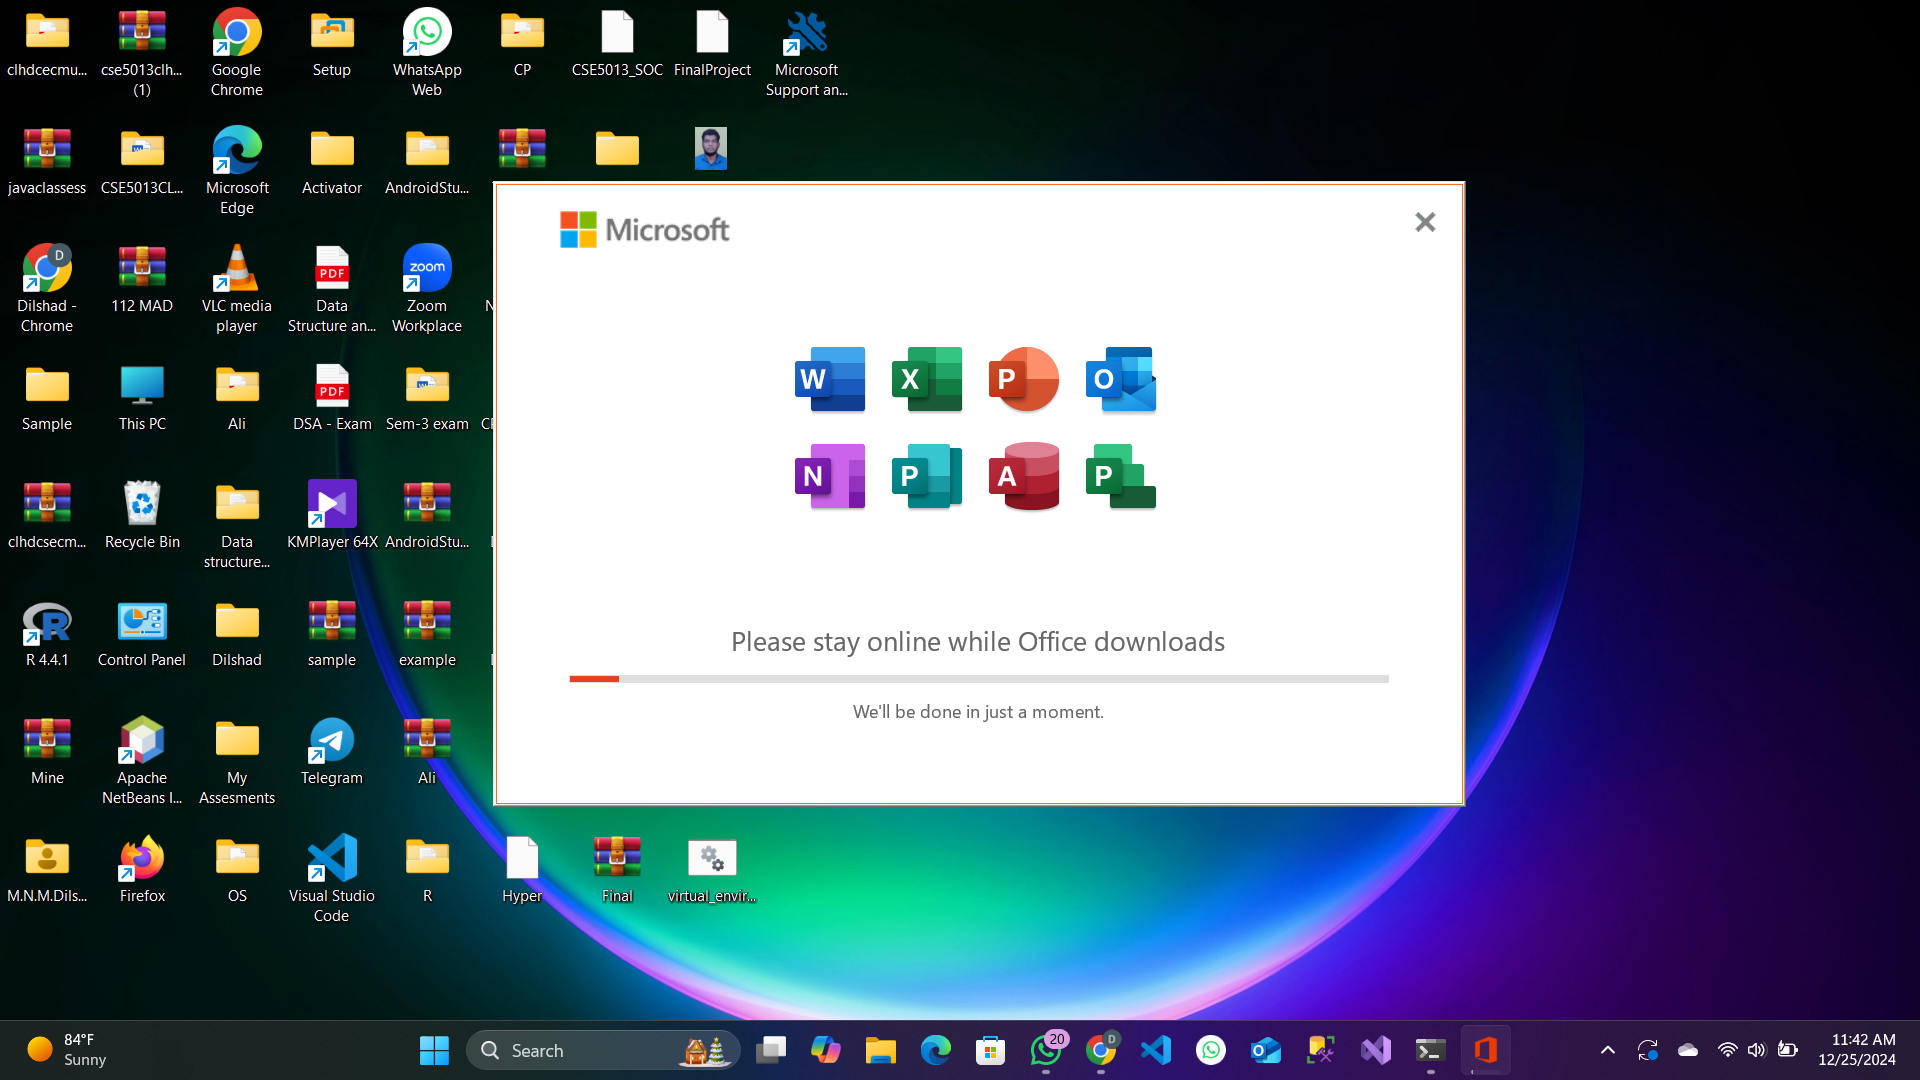 clhdcecmu...
cse5013clh...
(1)
Google
Chrome
Setup
WhatsApp
Web
CP
CSE5013_SOC
FinalProject
Microsoft
Support an...
javaclassess
CSE5013CL...
Microsoft
Edge
Activator
AndroidStu...
Dilshad -
Chrome
D
112 MAD
VLC media
player
PDF
Data
Structure an...
zoom
Zoom
Workplace
Sample
This PC
Ali
PDF
DSA - Exam
Sem-3 exam
clhdcsecm...
Recycle Bin
Data
structure...
KMPlayer 64X
AndroidStu...
R 4.4.1
Control Panel
Dilshad
sample
example
Mine
Apache
NetBeans I...
My
Assesments
Telegram
Ali
M.N.M.Dils...
Firefox
OS
Visual Studio
Code
R
Hyper
Final
virtual_envir...
Microsoft
W X P O
N P A P
Please stay online while Office downloads
We'll be done in just a moment.
84°F
Sunny
Search
20
D
11:42 AM
12/25/2024